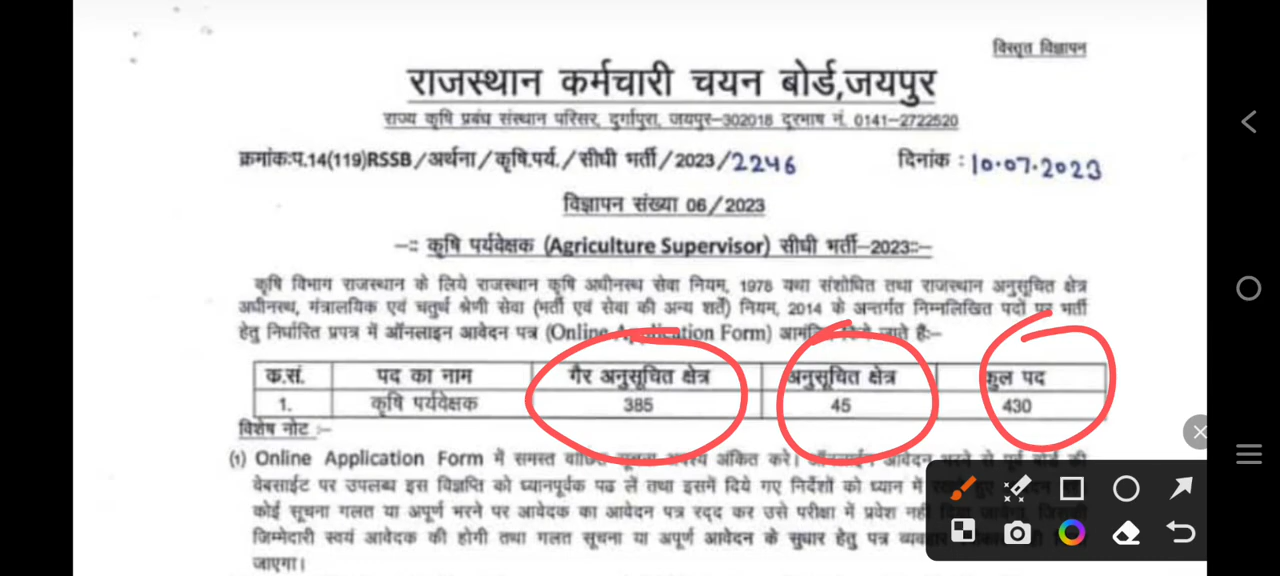 विस्तृत विज्ञापन
राजस्थान कर्मचारी चयन बोर्ड,जयपुर
राज्य कृषि प्रबंध संस्थान परिसर, दुर्गापुरा, जयपुर–302018 दूरभाष नं. 0141–2722520
क्रमांकःप.14(119)RSSB/अर्थना/कृषि.पर्य./सीधी भर्ती/2023/2246 दिनांक : 10.07.2023
विज्ञापन संख्या 06/2023
–:: कृषि पर्यवेक्षक (Agriculture Supervisor) सीधी भर्ती–2023::–
कृषि विभाग राजस्थान के लिये राजस्थान कृषि अधीनस्थ सेवा नियम, 1978 यथा संशोधित तथा राजस्थान अनुसूचित क्षेत्र
अधीनस्थ, मंत्रालयिक एवं चतुर्थ श्रेणी सेवा (भर्ती एवं सेवा की अन्य शर्तें) नियम, 2014 के अन्तर्गत निम्नलिखित पदों पर भर्ती
हेतु निर्धारित प्रपत्र में ऑनलाइन आवेदन पत्र (Online Application Form) आमंत्रित किये जाते हैः–
क.सं. पद का नाम गैर अनुसूचित क्षेत्र अनुसूचित क्षेत्र कुल पद
1. कृषि पर्यवेक्षक 385 45 430
विशेष नोट :–
(1) Online Application Form में समस्त वांछित सूचना अवश्य अंकित करे। ऑनलाईन आवेदन भरने से पूर्व बोर्ड की
वेबसाईट पर उपलब्ध इस विज्ञप्ति को ध्यानपूर्वक पढ लें तथा इसमें दिये गए निर्देशों को ध्यान में
कोई सूचना गलत या अपूर्ण भरने पर आवेदक का आवेदन पत्र रद्द कर उसे परीक्षा में प्रवेश नहीं
जिम्मेदारी स्वयं आवेदक की होगी तथा गलत सूचना या अपूर्ण आवेदन के सुधार हेतु पत्र
जाएगा।